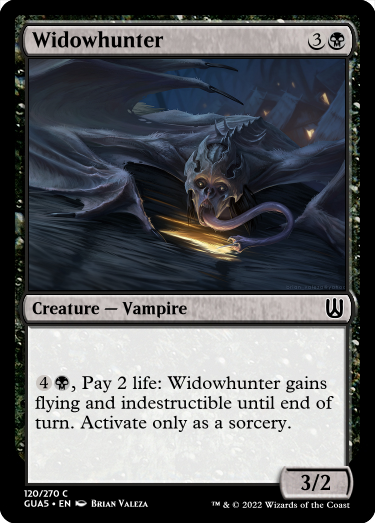 Widowhunter 3
Creature — Vampire
4 , Pay 2 life: Widowhunter gains
flying and indestructible until end of
turn. Activate only as a sorcery.
3/2
120/270 C
GUA5 • EN Brian Valeza
™ & © 2022 Wizards of the Coast